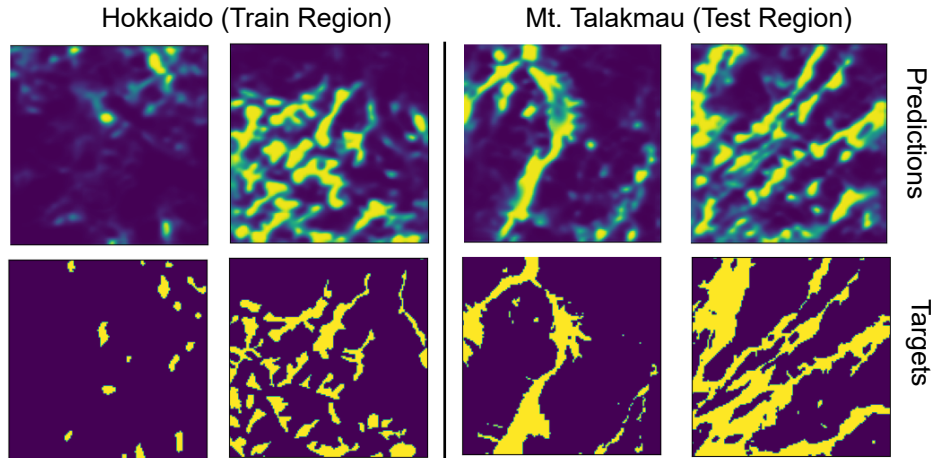 Hokkaido (Train Region)
Mt. Talakmau (Test Region)
Predictions
Targets